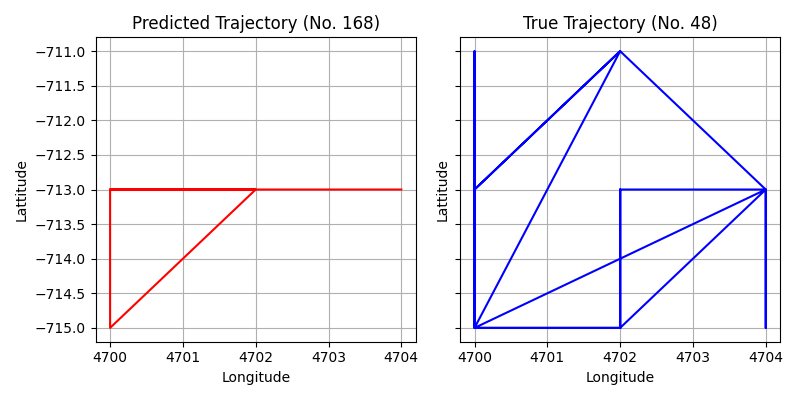 Predicted Trajectory (No. 168)
True Trajectory (No. 48)
−711.0
−711.5
−712.0
−712.5
−713.0
−713.5
−714.0
−714.5
−715.0
Lattitude
Lattitude
4700 4701 4702 4703 4704
4700 4701 4702 4703 4704
Longitude
Longitude